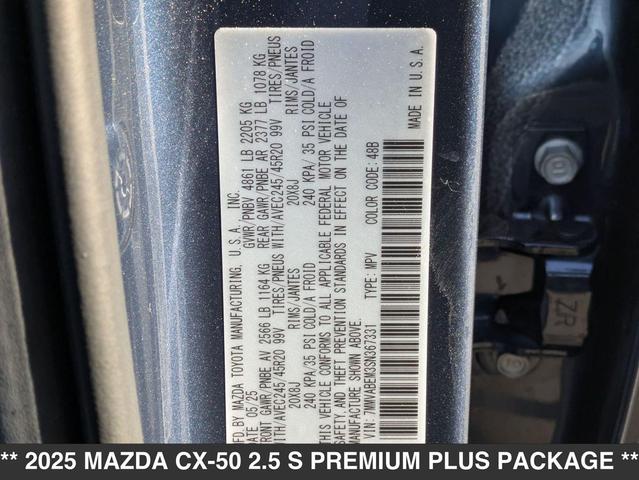 MFD.BY MAZDA TOYOTA MANUFACTURING, U.S.A., INC.
DATE 05/25 GVWR/PNBV 4861 LB 2205 KG
FRONT GAWR/PNBE AV 2566 LB 1164 KG REAR GAWR/PNBE AR 2377 LB 1078 KG
WITH/AVEC245/45R20 99V TIRES/PNEUS WITH/AVEC245/45R20 99V TIRES/PNEUS
20X8J RIMS/JANTES 20X8J RIMS/JANTES
240 KPA/35 PSI COLD/A FROID 240 KPA/ 35 PSI COLD/A FROID
THIS VEHICLE CONFORMS TO ALL APPLICABLE FEDERAL MOTOR VEHICLE
SAFETY, AND THEFT PREVENTION STANDARDS IN EFFECT ON THE DATE OF
MANUFACTURE SHOWN ABOVE.
VIN:7MMVABEM3SN367331 TYPE: MPV COLOR CODE: 48B
MADE IN U.S.A.
ZR
** 2025 MAZDA CX-50 2.5 S PREMIUM PLUS PACKAGE **